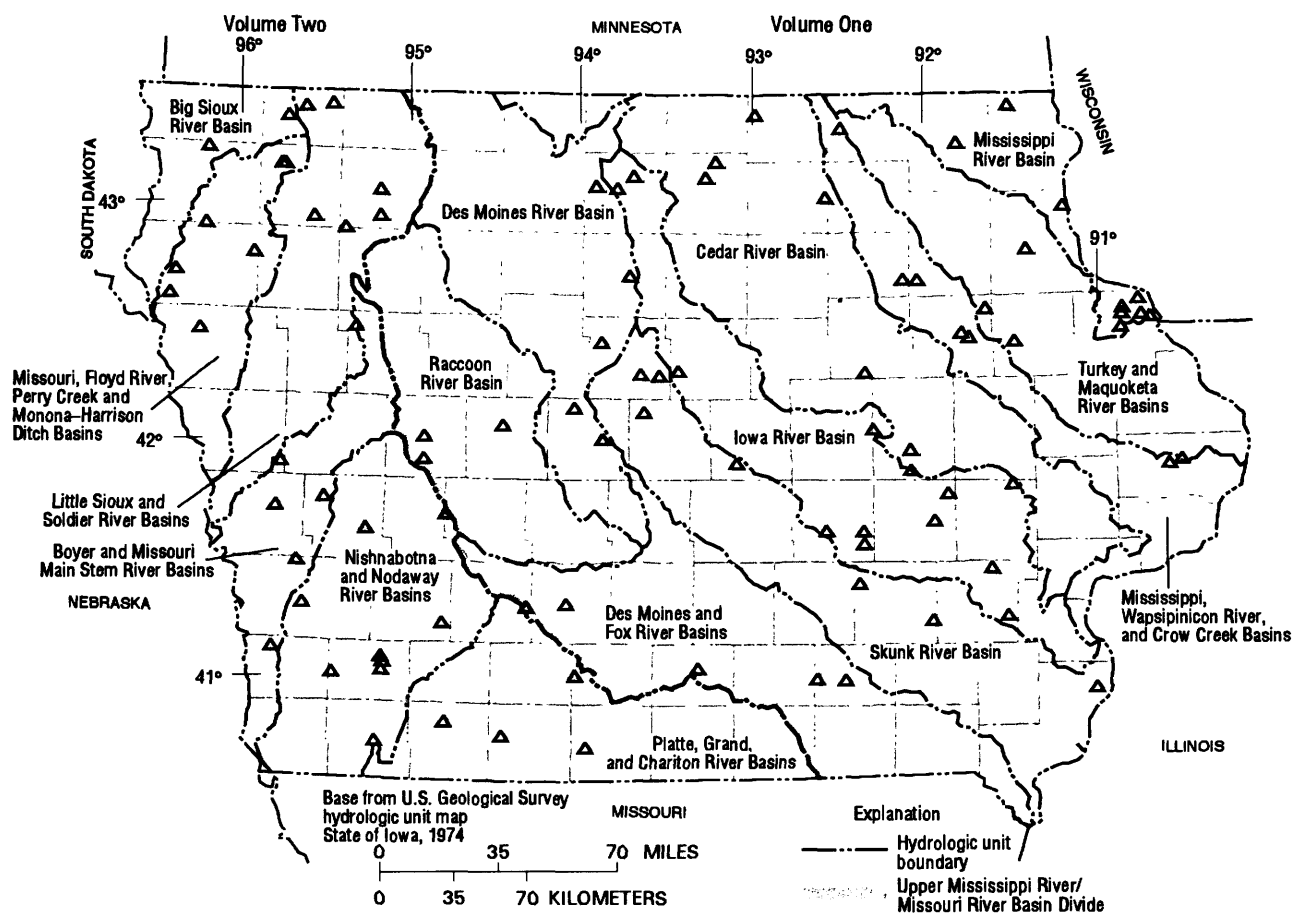 Volume Two
MINNESOTA
Volume One
96°
95°
94°
93°
92°
WISCONSIN
Big Sioux
River Basin
Mississippi
River Basin
SOUTH DAKOTA
43°
Des Moines River Basin
91°
Cedar River Basin
Raccoon
River Basin
Missouri, Floyd River,
Perry Creek and
Monona–Harrison
Ditch Basins
Turkey and
Maquoketa
River Basins
42°
Iowa River Basin
Little Sioux and
Soldier River Basins
Boyer and Missouri
Main Stem River Basins
Nishnabotna
and Nodaway
River Basins
NEBRASKA
Des Moines and
Fox River Basins
Mississippi,
Wapsipinicon River,
and Crow Creek Basins
Skunk River Basin
41°
Platte, Grand,
and Chariton River Basins
ILLINOIS
Base from U.S. Geological Survey
hydrologic unit map
State of Iowa, 1974
MISSOURI
Explanation
0 35 70 MILES
0 35 70 KILOMETERS
Hydrologic unit
boundary
Upper Mississippi River/
Missouri River Basin Divide